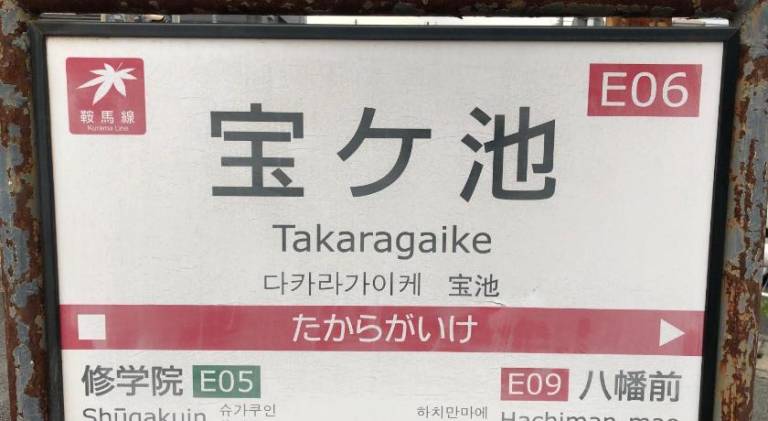 鞍馬線
Kurama Line
E06
宝ケ池
Takaragaike
다카라가이케 宝池
たからがいけ
修学院 E05
E09 八幡前
Shūgakuin 슈가쿠인
하치만마에 Hachiman-mae